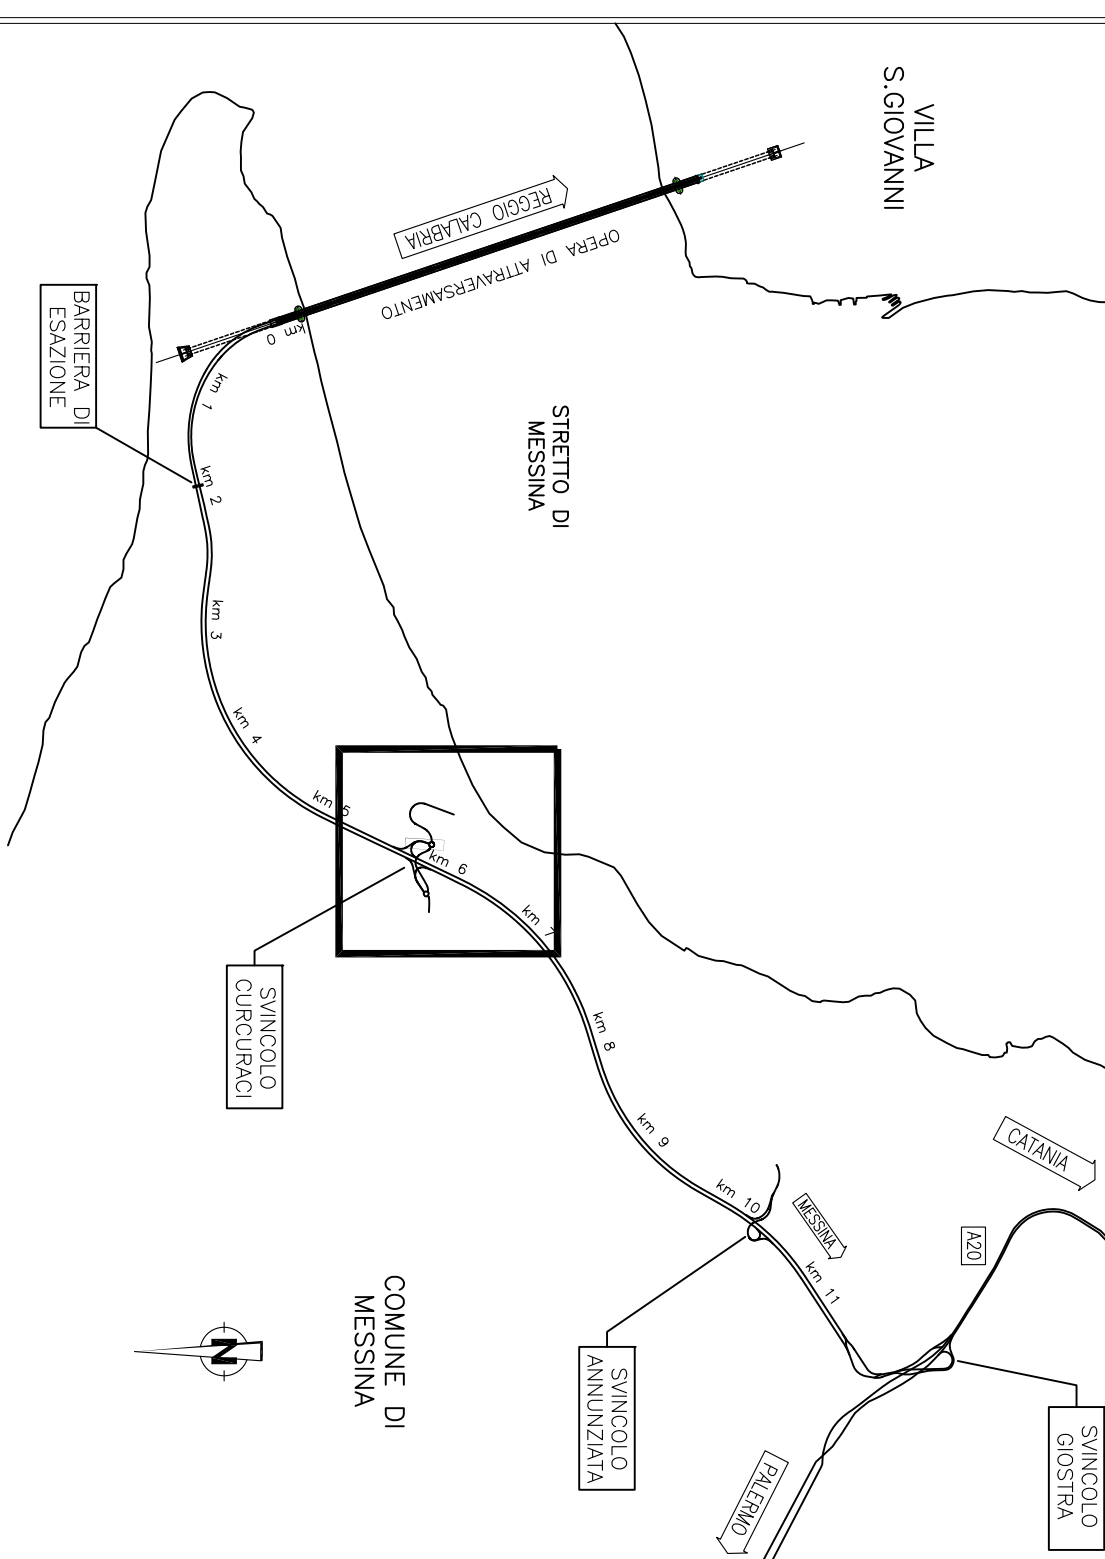 VILLA
S.GIOVANNI
REGGIO CALABRIA
OPERA DI ATTRAVERSAMENTO
STRETTO DI
MESSINA
BARRIERA DI
ESAZIONE
km 0
km 1
km 2
km 3
km 4
km 5
km 6
km 7
km 8
km 9
km 10
km 11
SVINCOLO
CURCURACI
CATANIA
MESSINA
A20
COMUNE DI
MESSINA
N
SVINCOLO
ANNUNZIATA
SVINCOLO
GIOSTRA
PALERMO